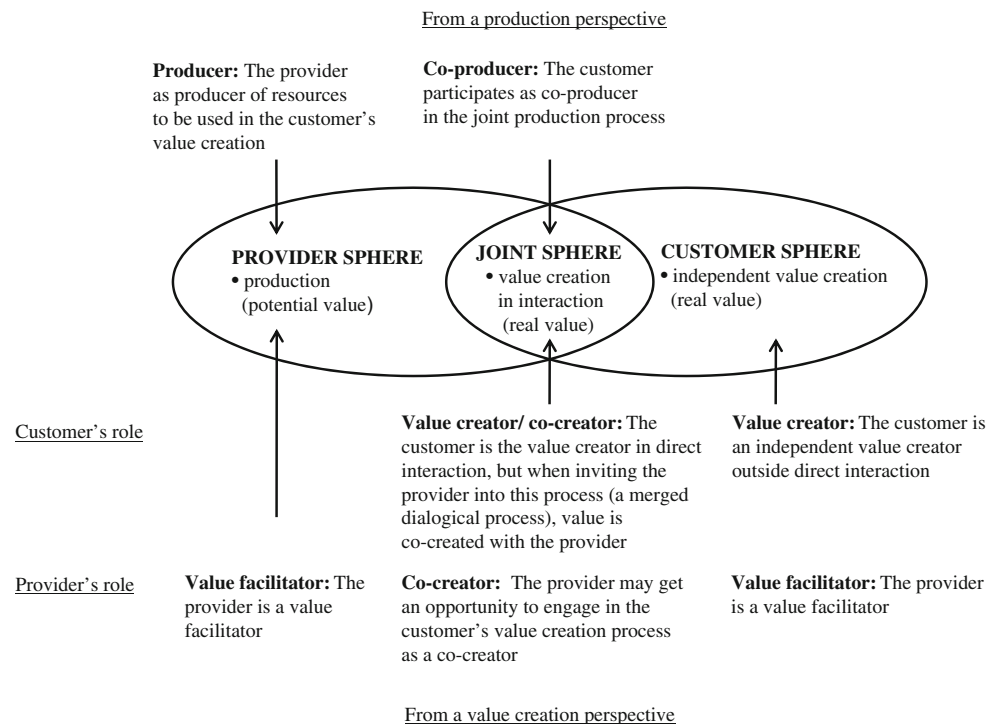 From a production perspective
Producer: The provider
as producer of resources
to be used in the customer's
value creation
Co-producer: The customer
participates as co-producer
in the joint production process
PROVIDER SPHERE
• production
(potential value)
JOINT SPHERE
• value creation
in interaction
(real value)
CUSTOMER SPHERE
• independent value creation
(real value)
Customer's role
Value creator/ co-creator: The
customer is the value creator in direct
interaction, but when inviting the
provider into this process (a merged
dialogical process), value is
co-created with the provider
Value creator: The customer is
an independent value creator
outside direct interaction
Provider's role
Value facilitator: The
provider is a value
facilitator
Co-creator: The provider may get
an opportunity to engage in the
customer's value creation process
as a co-creator
Value facilitator: The provider
is a value facilitator
From a value creation perspective